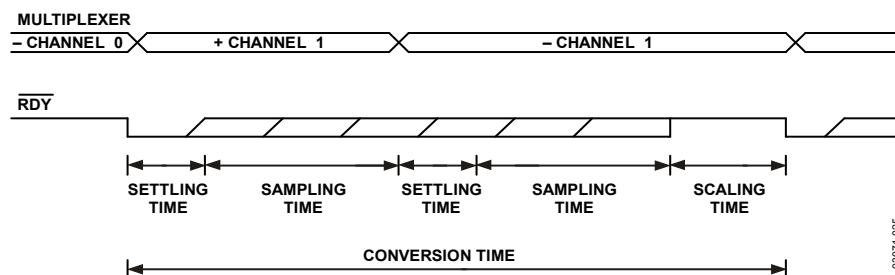 MULTIPLEXER
– CHANNEL 0
+ CHANNEL 1
– CHANNEL 1
RDY
SETTLING TIME
SAMPLING TIME
SETTLING TIME
SAMPLING TIME
SCALING TIME
CONVERSION TIME